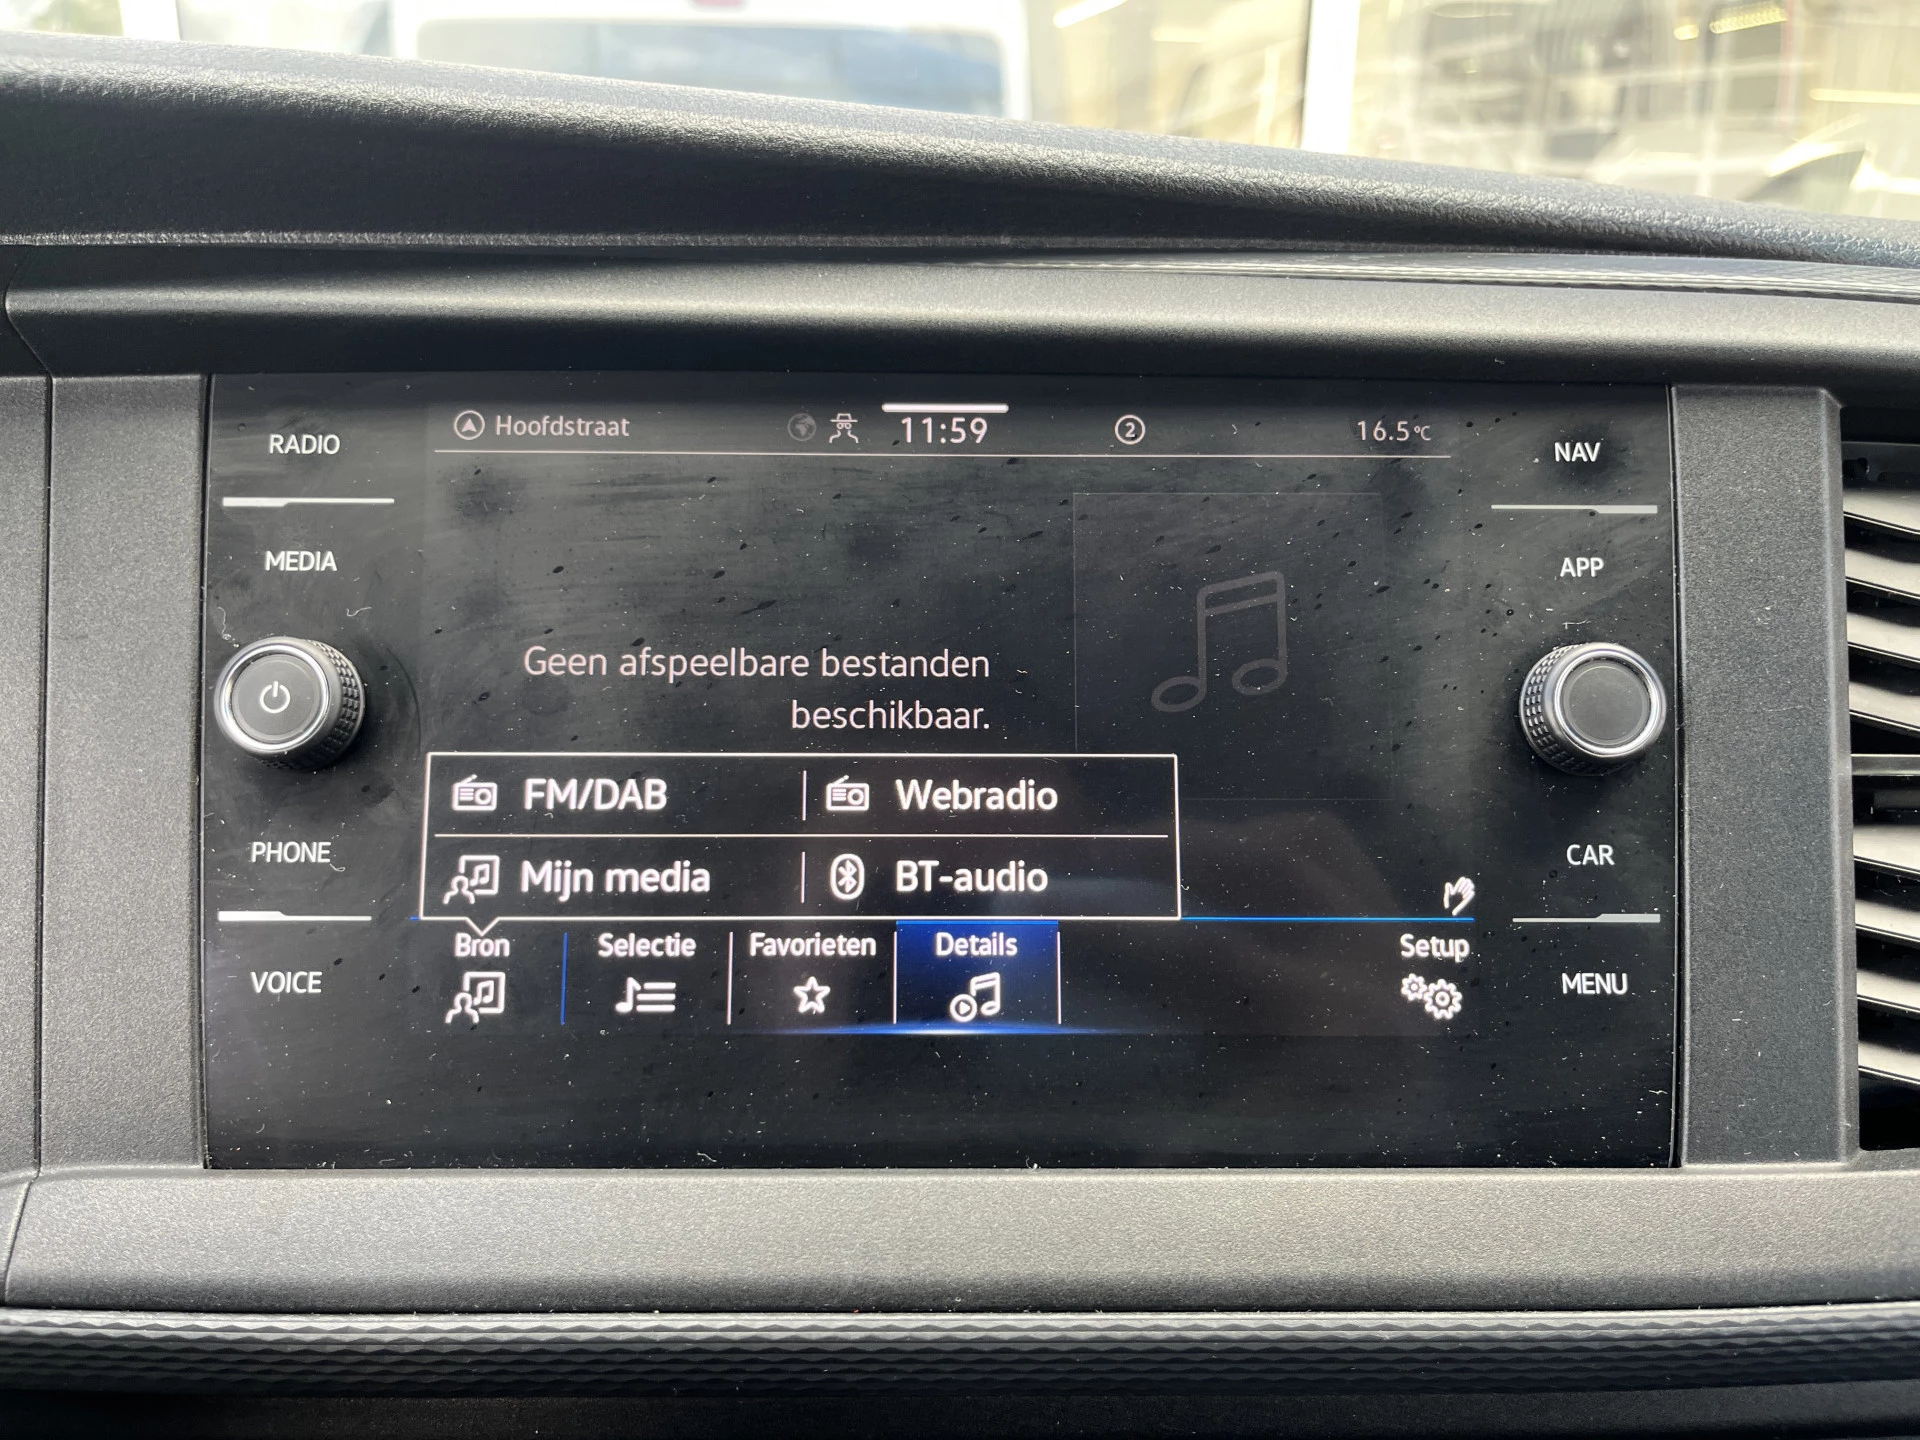 Hoofdstraat 11:59 2 16.5°C
RADIO
NAV
MEDIA
APP
Geen afspeelbare bestanden
beschikbaar.
FM/DAB Webradio
PHONE
CAR
Mijn media BT-audio
Bron Selectie Favorieten Details Setup
VOICE
MENU